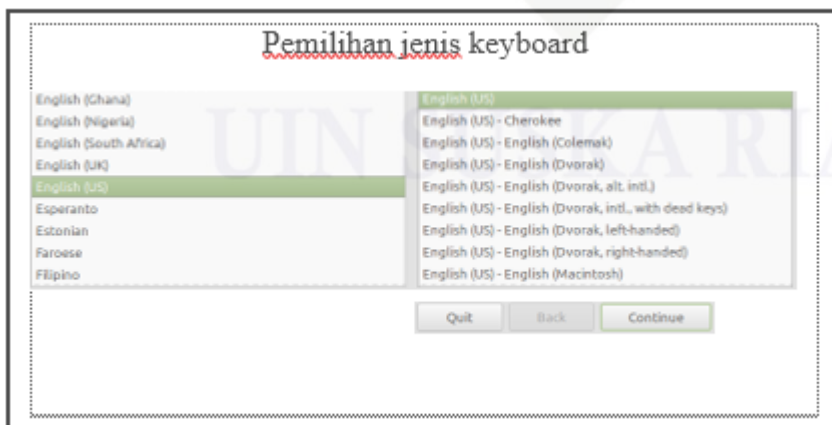 Pemilihan jenis keyboard
English (Ghana)
English (Nigeria)
English (South Africa)
English (UK)
English (US)
Esperanto
Estonian
Faroese
Filipino
English (US)
English (US) - Cherokee
English (US) - English (Colemak)
English (US) - English (Dvorak)
English (US) - English (Dvorak, alt. intl.)
English (US) - English (Dvorak, intl., with dead keys)
English (US) - English (Dvorak, left-handed)
English (US) - English (Dvorak, right-handed)
English (US) - English (Macintosh)
Quit Back Continue
UIN SUSKA RIA